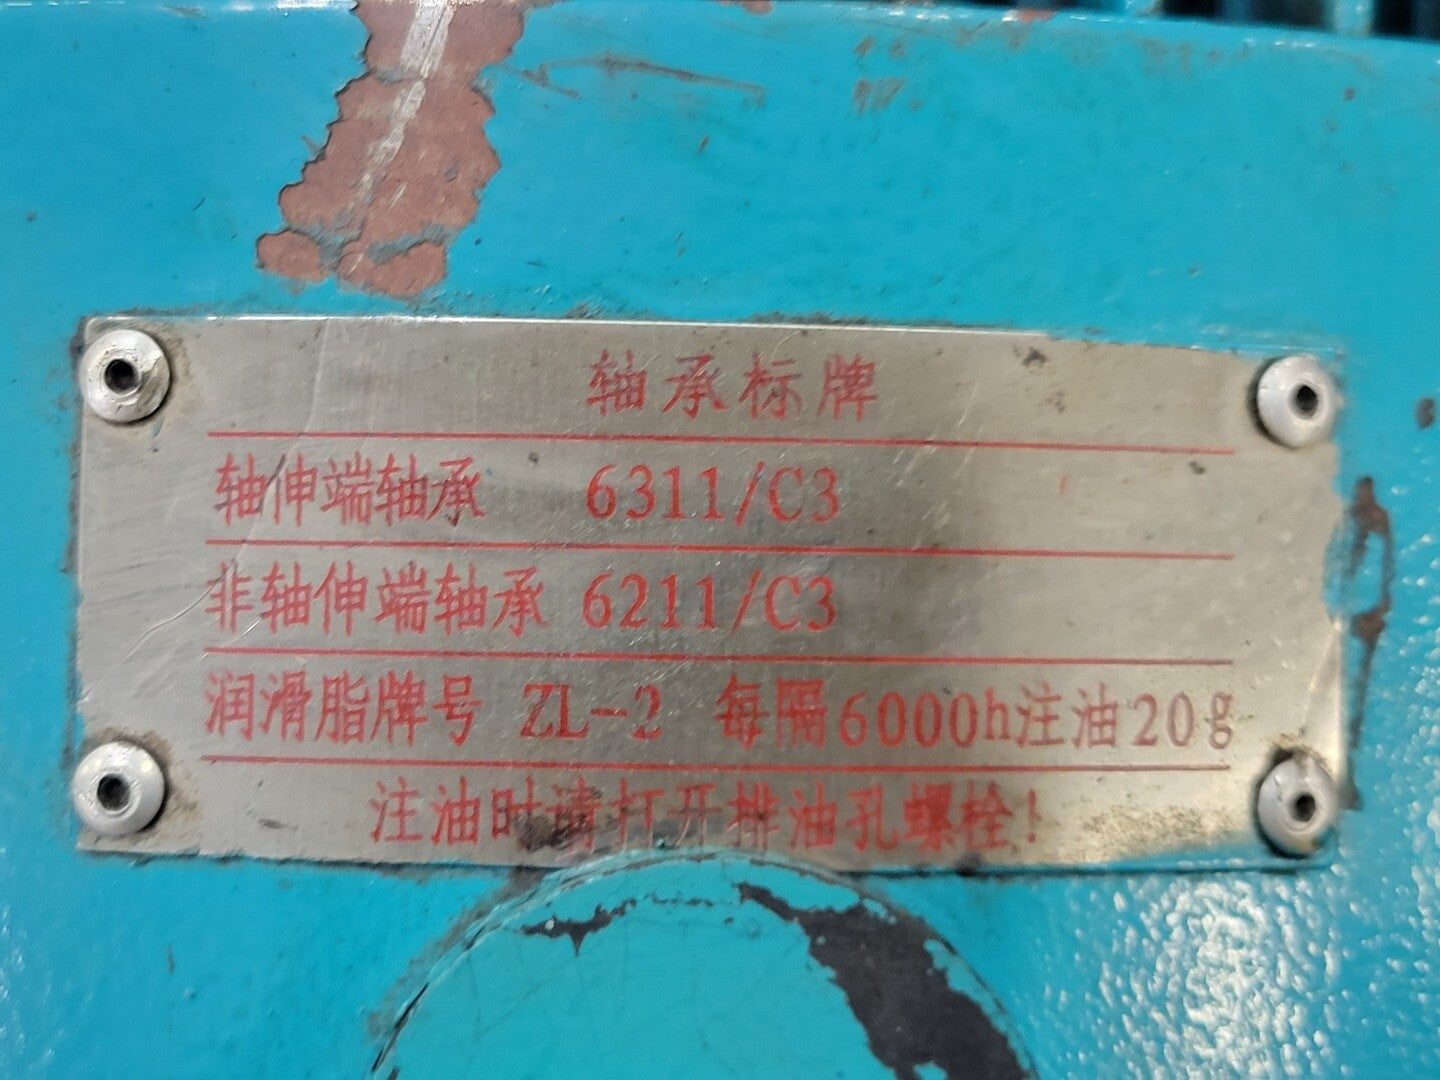 轴承标牌
轴伸端轴承 6311/C3
非轴伸端轴承 6211/C3
润滑脂牌号 ZL-2 每隔6000h注油20g
注油时请打开排油孔螺栓!